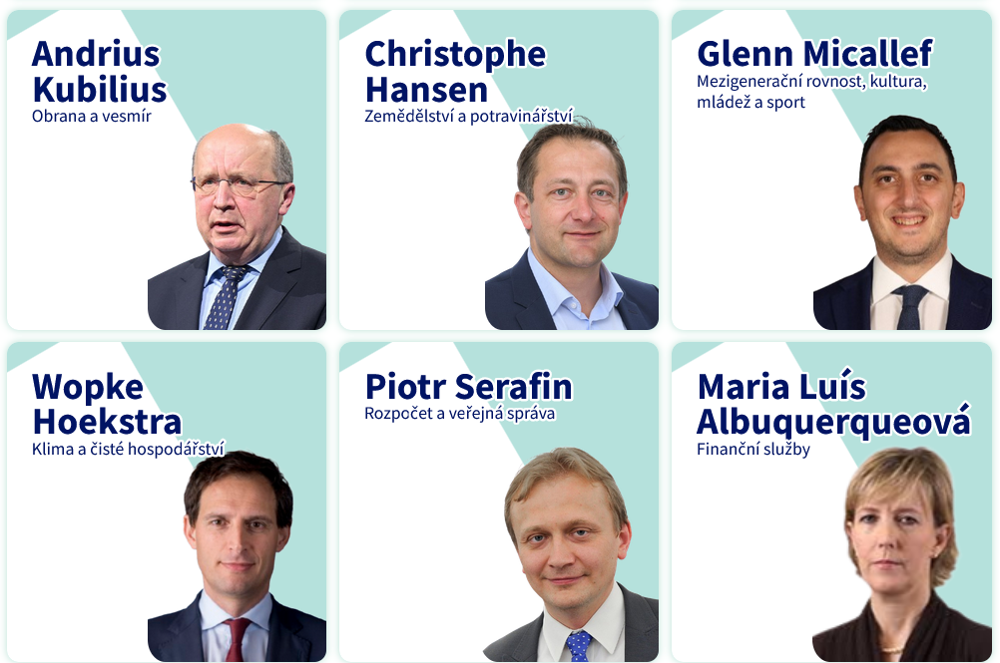 Andrius
Kubilius
Obrana a vesmír
Christophe
Hansen
Zemědělství a potravinářství
Glenn Micallef
Mezigenerační rovnost, kultura,
mládež a sport
Wopke
Hoekstra
Klima a čisté hospodářství
Piotr Serafin
Rozpočet a veřejná správa
Maria Luís
Albuquerqueová
Finanční služby